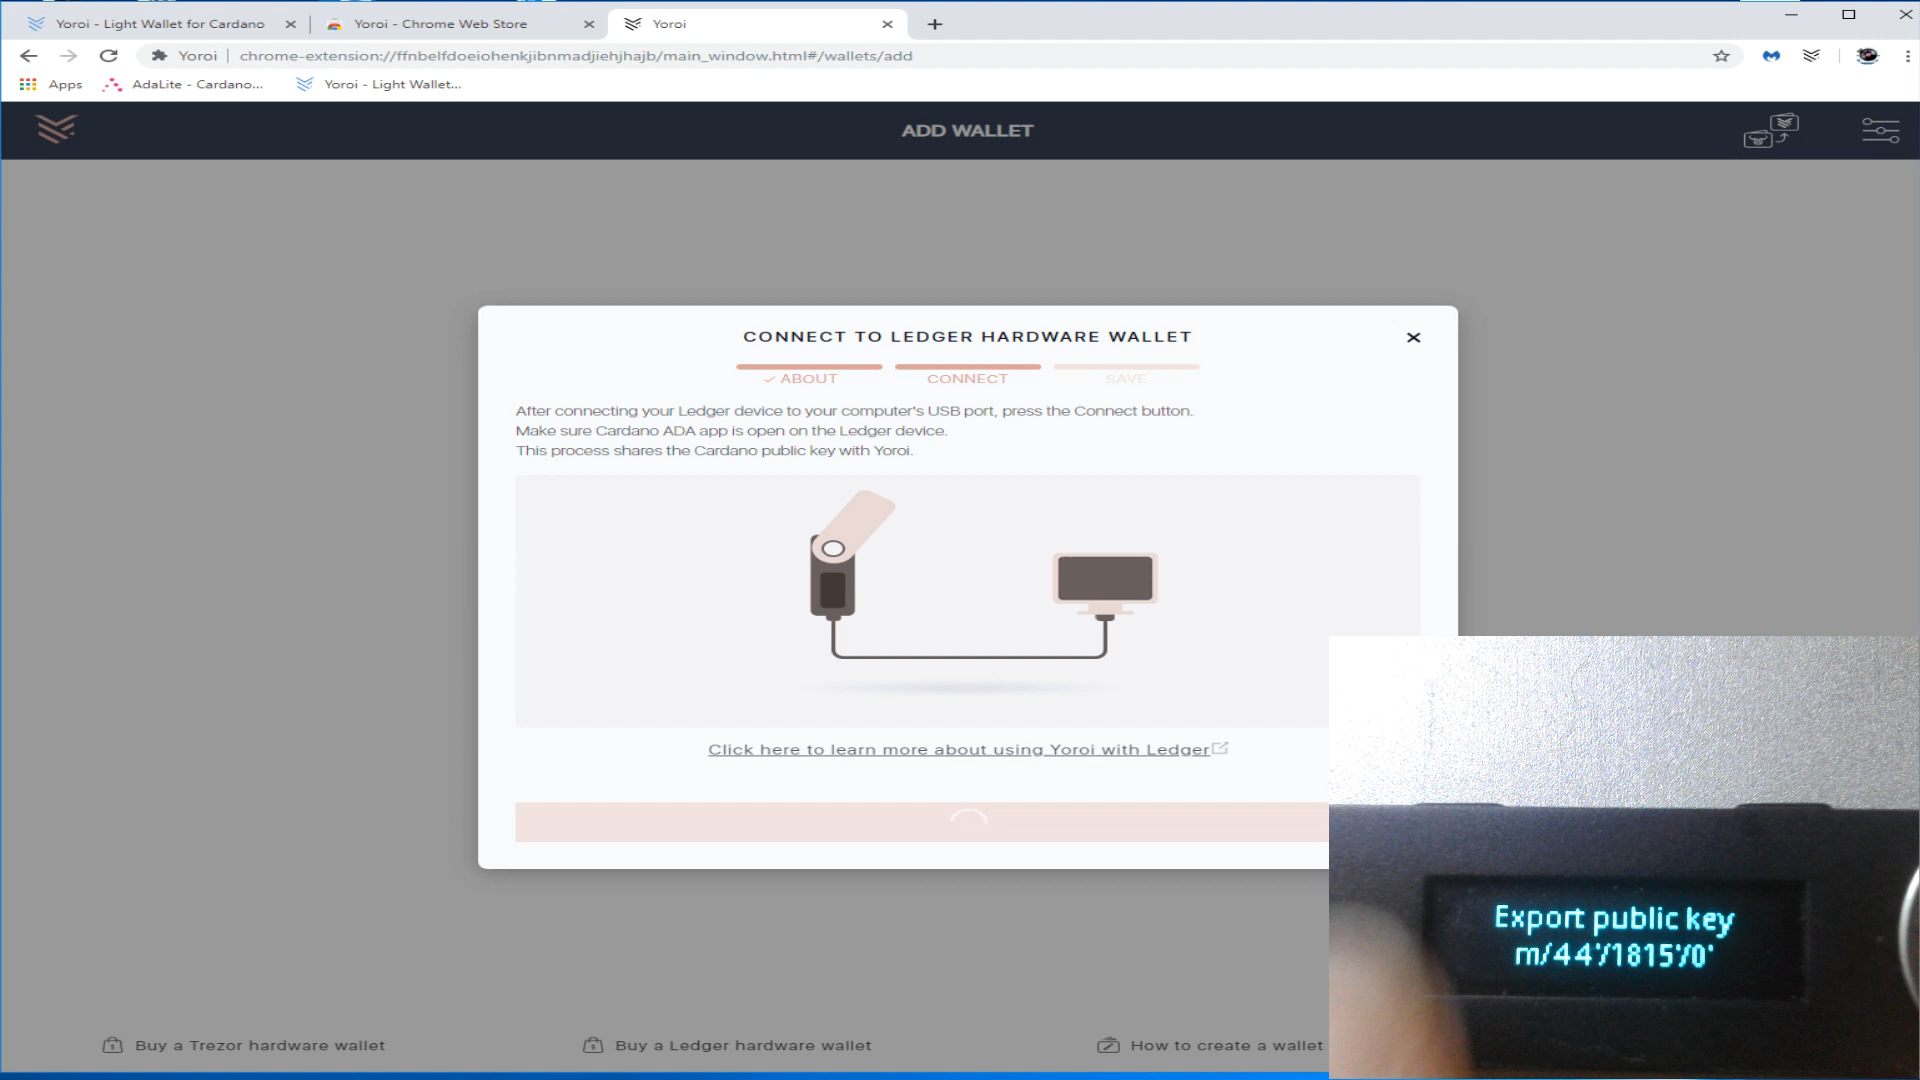 Yoroi - Light Wallet for Cardano
Yoroi - Chrome Web Store
Yoroi
Yoroi
chrome-extension://ffnbelfdoeiohenkjibnmadjiehjhajb/main_window.html#/wallets/add
Apps
AdaLite - Cardano...
Yoroi - Light Wallet...
ADD WALLET
CONNECT TO LEDGER HARDWARE WALLET
ABOUT
CONNECT
SAVE
After connecting your Ledger device to your computer's USB port, press the Connect button.
Make sure Cardano ADA app is open on the Ledger device.
This process shares the Cardano public key with Yoroi.
Click here to learn more about using Yoroi with Ledger
Export public key
m/44'/1815'/0'
Buy a Trezor hardware wallet
Buy a Ledger hardware wallet
How to create a wallet